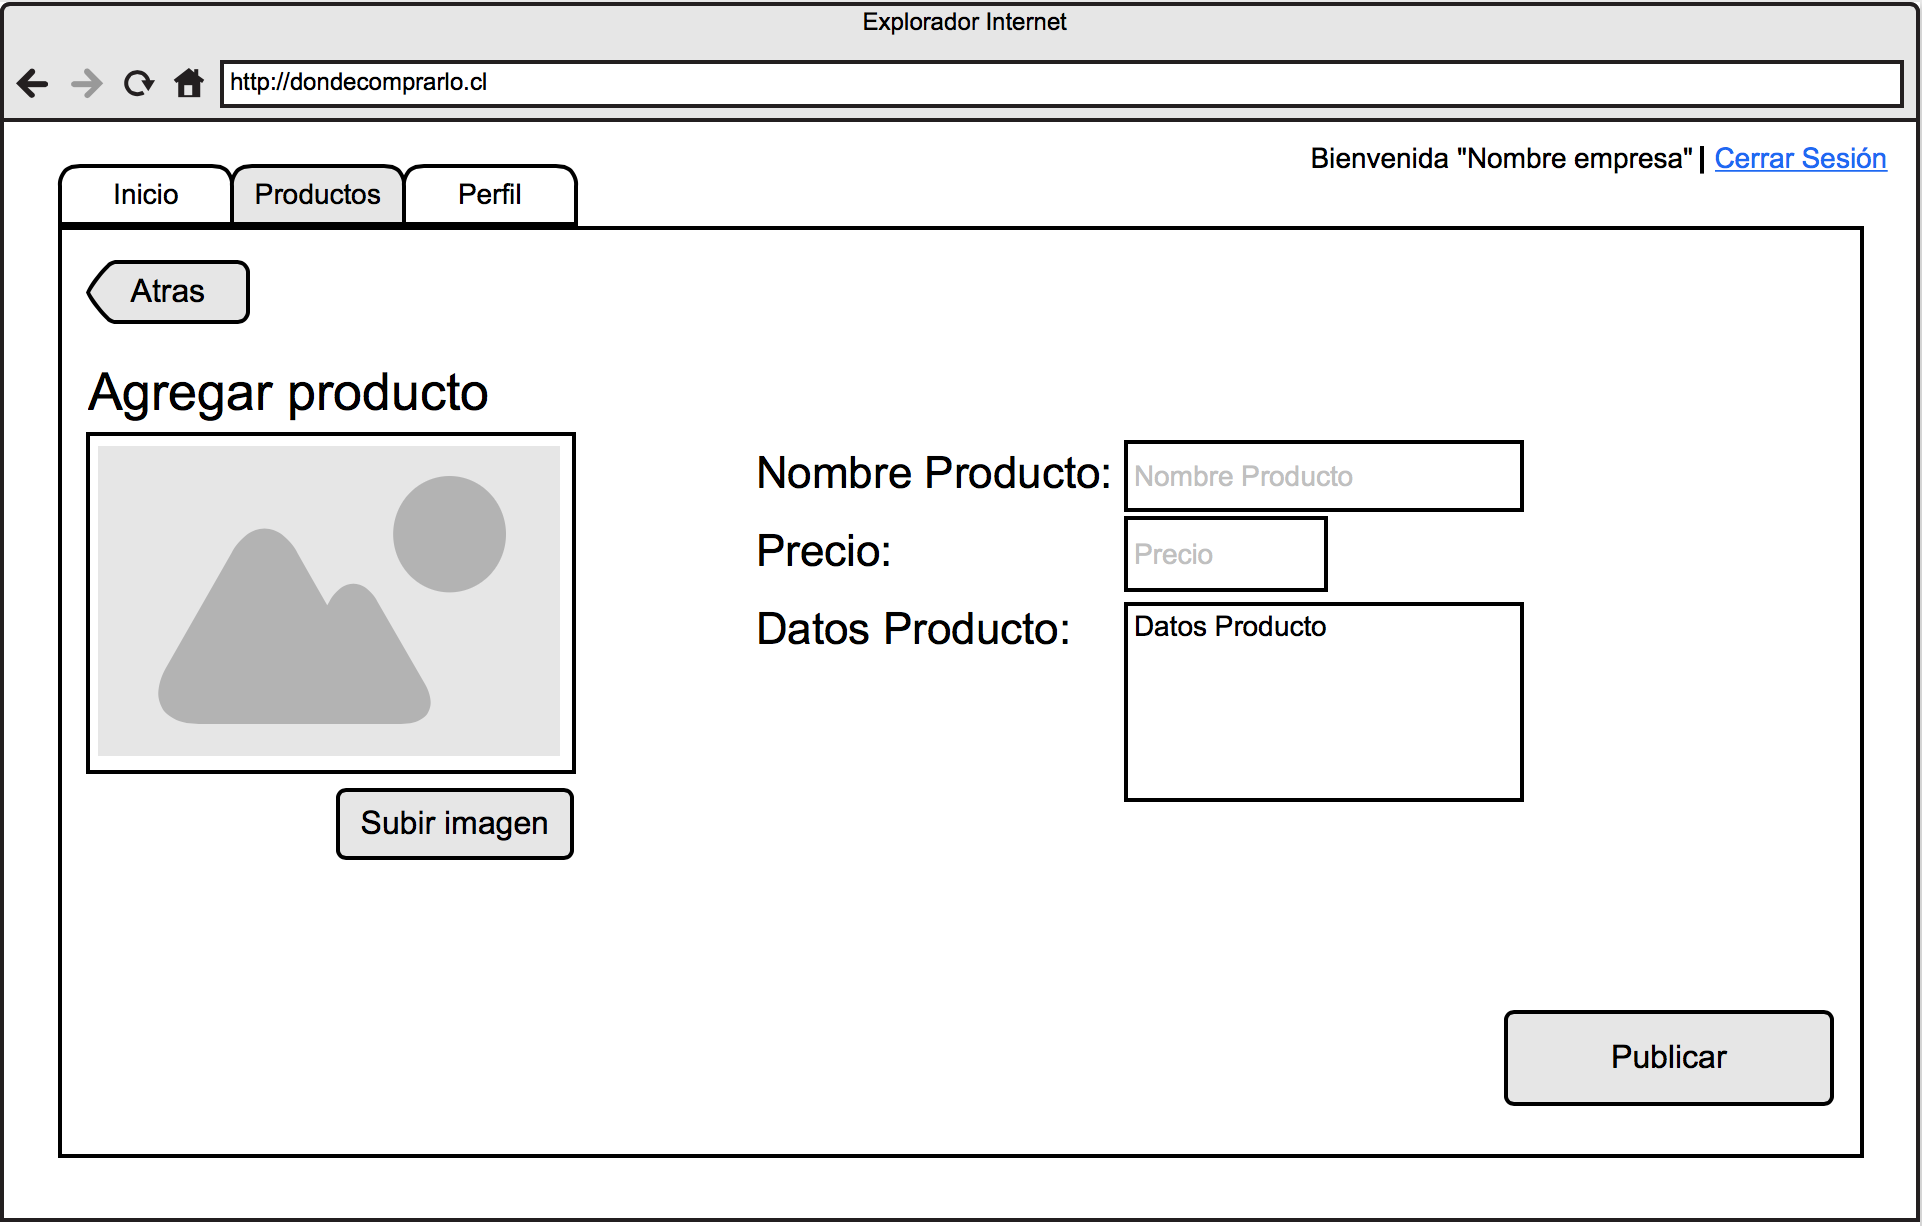 Explorador Internet
http://dondecomprarlo.cl
Bienvenida "Nombre empresa" | Cerrar Sesión
Inicio Productos Perfil
Atras
Agregar producto
Nombre Producto: Nombre Producto
Precio: Precio
Datos Producto: Datos Producto
Subir imagen
Publicar